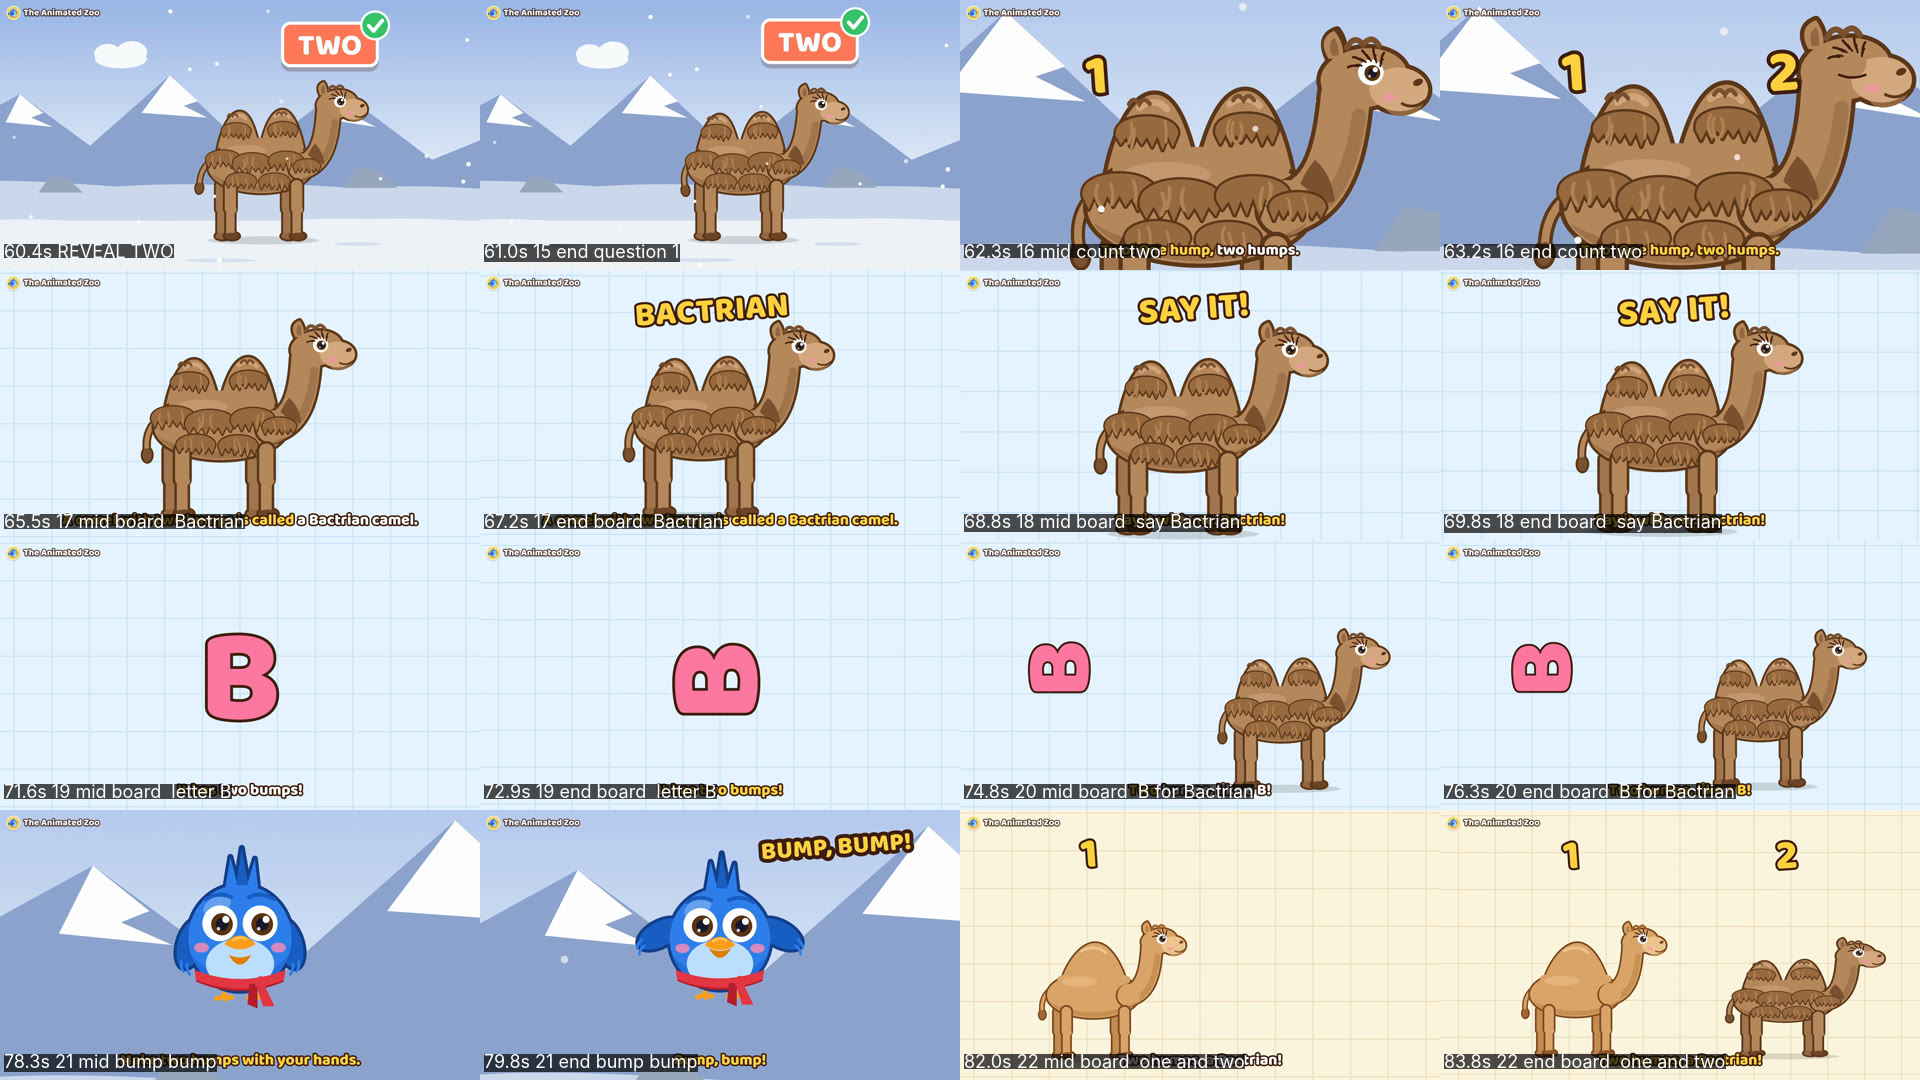 The Animated Zoo
TWO
60.4s REVEAL TWO
The Animated Zoo
TWO
61.0s 15 end question 1
The Animated Zoo
1
hump, two humps.
62.3s 16 mid count two
The Animated Zoo
1 2
hump, two humps.
63.2s 16 end count two
The Animated Zoo
called a Bactrian camel.
65.5s 17 mid board Bactrian
The Animated Zoo
BACTRIAN
called a Bactrian camel.
67.2s 17 end board Bactrian
The Animated Zoo
SAY IT!
68.8s 18 mid board say Bactrian
The Animated Zoo
SAY IT!
69.8s 18 end board say Bactrian
The Animated Zoo
B
bumps!
71.6s 19 mid board letter B
The Animated Zoo
B
bumps!
72.9s 19 end board letter B
The Animated Zoo
B
B!
74.8s 20 mid board B for Bactrian
The Animated Zoo
B
B!
76.3s 20 end board B for Bactrian
The Animated Zoo
with your hands.
78.3s 21 mid bump bump
The Animated Zoo
BUMP, BUMP!
bump!
79.8s 21 end bump bump
The Animated Zoo
1
82.0s 22 mid board one and two
The Animated Zoo
1 2
83.8s 22 end board one and two